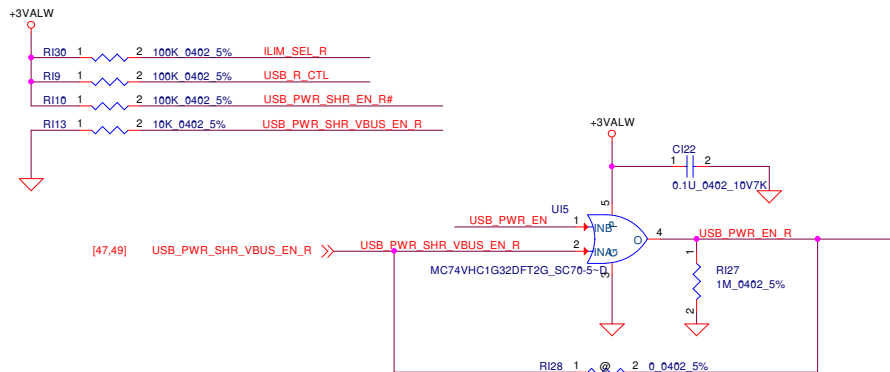 +3VALW
RI30 1 2 100K_0402_5% ILIM_SEL_R
RI9 1 2 100K_0402_5% USB_R_CTL
RI10 1 2 100K_0402_5% USB_PWR_SHR_EN_R#
RI13 1 2 10K_0402_5% USB_PWR_SHR_VBUS_EN_R
+3VALW
CI22
1 2
0.1U_0402_10V7K
UI5
5
P
USB_PWR_EN 1 INB
O 4 USB_PWR_EN_R
[47,49] USB_PWR_SHR_VBUS_EN_R USB_PWR_SHR_VBUS_EN_R 2 INA
G
3
MC74VHC1G32DFT2G_SC70-5~D
1
RI27
1M_0402_5%
2
RI28 1 @ 2 0_0402_5%